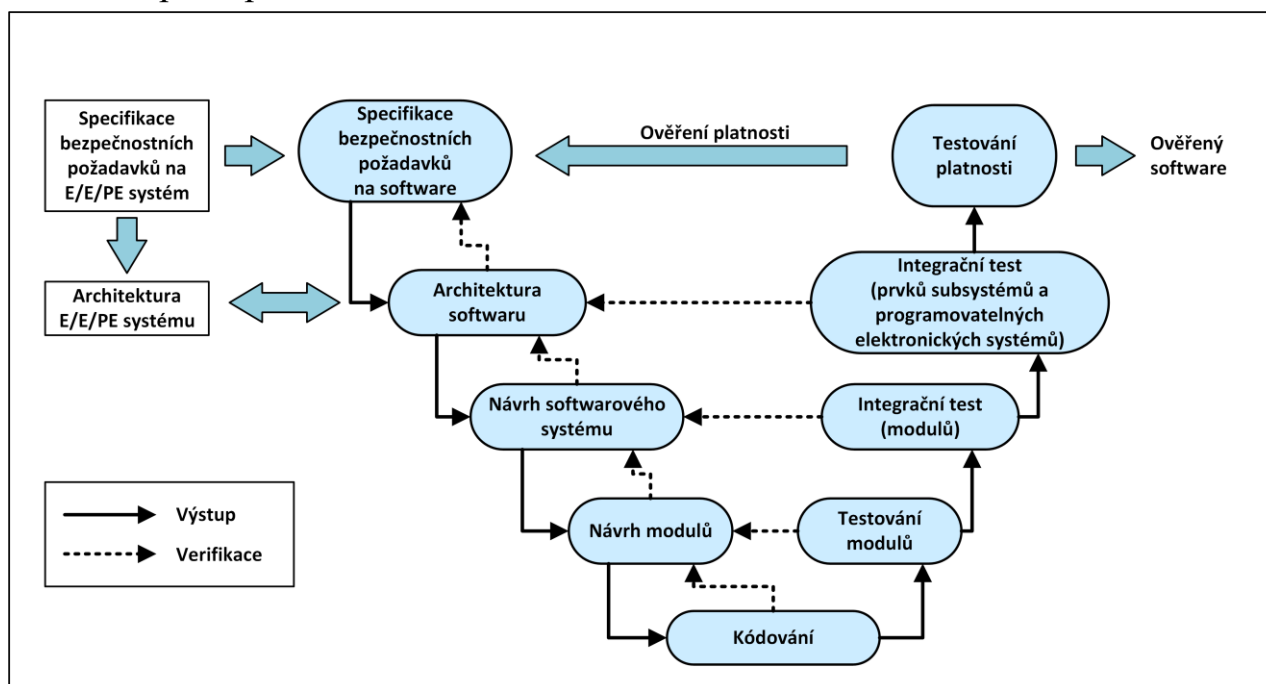 Specifikace
bezpečnostních
požadavků na
E/E/PE systém
Specifikace
bezpečnostních
požadavků
na software
Ověření platnosti
Testování
platnosti
Ověřený
software
Architektura
E/E/PE systému
Architektura
softwaru
Integrační test
(prvků subsystémů a
programovatelných
elektronických systémů)
Návrh softwarového
systému
Integrační test
(modulů)
Výstup
Verifikace
Návrh modulů
Testování
modulů
Kódování